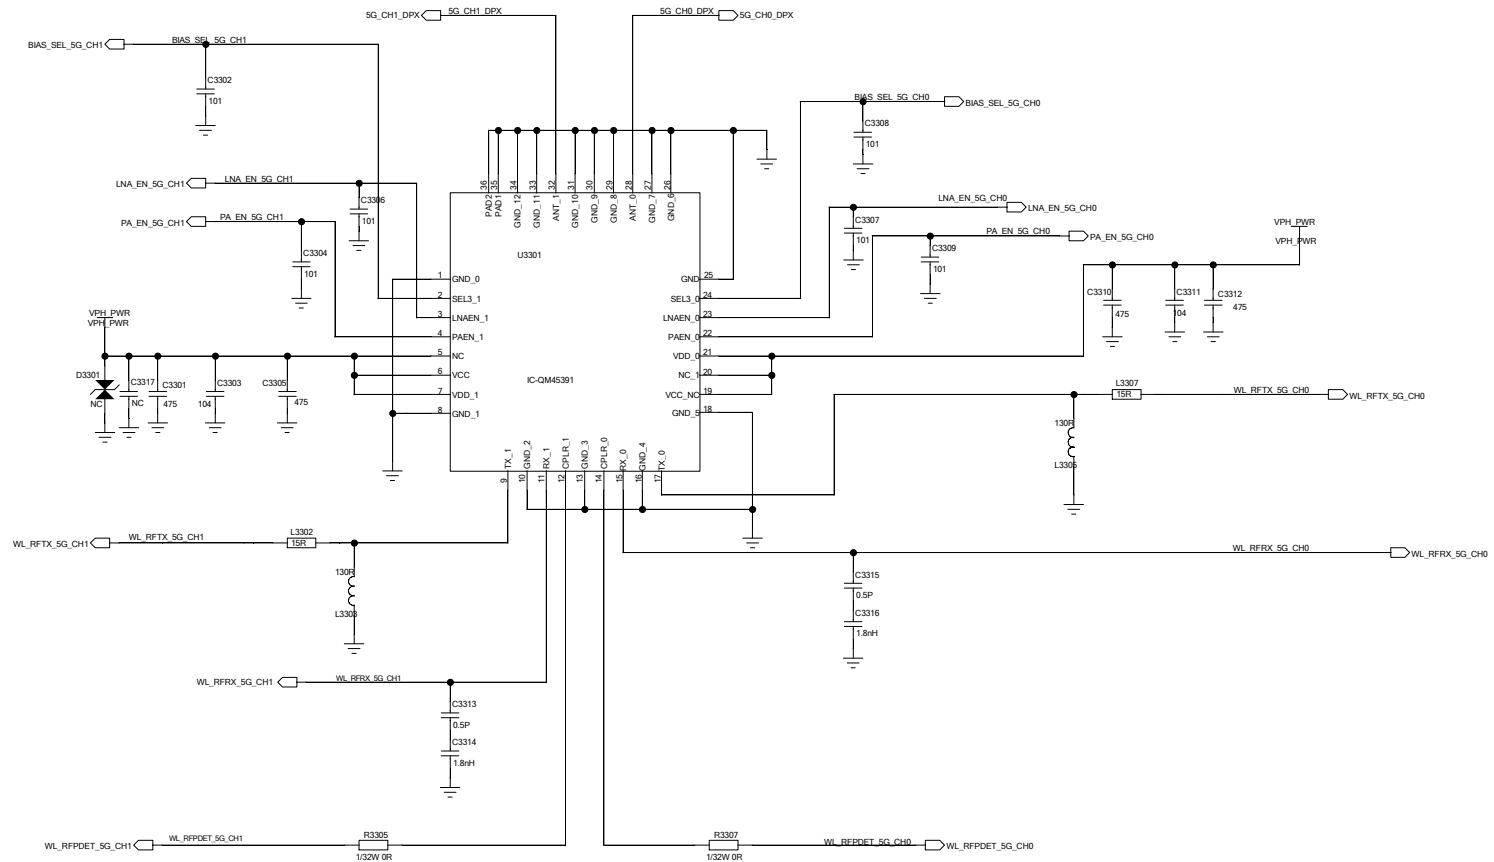 5G_CH1_DPX
5G_CH1_DPX
5G_CH0_DPX
5G_CH0_DPX
BIAS_SEL_5G_CH1
BIAS_SEL_5G_CH1
C3302
101
BIAS_SEL_5G_CH0
BIAS_SEL_5G_CH0
C3308
101
LNA_EN_5G_CH1
LNA_EN_5G_CH1
C3306
101
PA_EN_5G_CH1
PA_EN_5G_CH1
C3304
101
36
35
34
33
32
31
30
29
28
27
26
PAD2
PAD1
GND_12
GND_11
ANT_1
GND_10
GND_9
GND_8
ANT_0
GND_7
GND_6
LNA_EN_5G_CH0
LNA_EN_5G_CH0
C3307
101
PA_EN_5G_CH0
PA_EN_5G_CH0
C3309
101
VPH_PWR
VPH_PWR
C3310
475
C3311
104
C3312
475
U3301
IC-QM45391
1
GND_0
2
SEL3_1
3
LNAEN_1
4
PAEN_1
5
NC
6
VCC
7
VDD_1
8
GND_1
GND
25
SEL3_0
24
LNAEN_0
23
PAEN_0
22
VDD_0
21
NC_1
20
VCC_NC
19
GND_5
18
VPH_PWR
VPH_PWR
D3301
NC
C3317
NC
C3301
475
C3303
104
C3305
475
TX_1
GND_2
RX_1
CPLR_1
GND_3
CPLR_0
RX_0
GND_4
TX_0
9
10
11
12
13
14
15
16
17
L3307
15R
WL_RFTX_5G_CH0
WL_RFTX_5G_CH0
130R
L3305
WL_RFTX_5G_CH1
WL_RFTX_5G_CH1
L3302
15R
130R
L3303
WL_RFRX_5G_CH0
WL_RFRX_5G_CH0
C3315
0.5P
C3316
1.8nH
WL_RFRX_5G_CH1
WL_RFRX_5G_CH1
C3313
0.5P
C3314
1.8nH
WL_RFPDET_5G_CH1
WL_RFPDET_5G_CH1
R3305
1/32W 0R
R3307
1/32W 0R
WL_RFPDET_5G_CH0
WL_RFPDET_5G_CH0